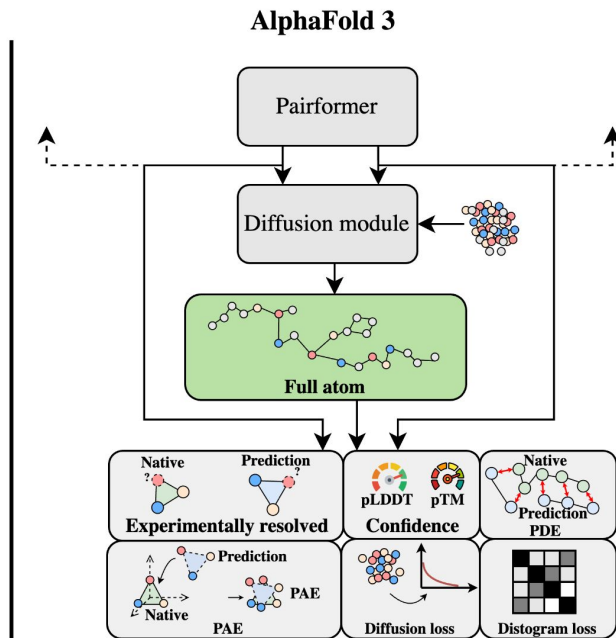 AlphaFold 3
Pairformer
Diffusion module
Full atom
Native
?
Prediction
?
Experimentally resolved
pLDDT
pTM
Confidence
Native
Prediction
PDE
Prediction
Native
PAE
PAE
Diffusion loss
Distogram loss